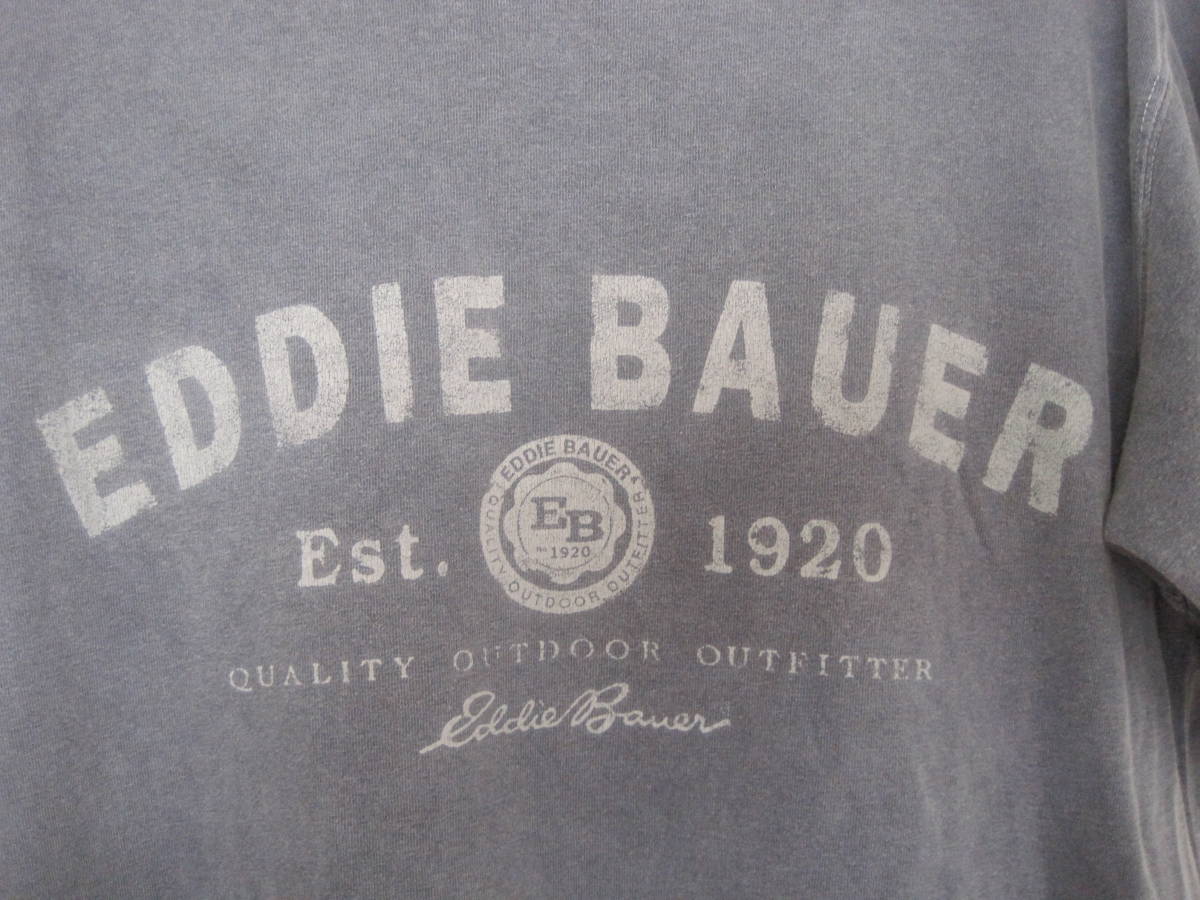 EDDIE BAUER
Est. 1920
EDDIE BAUER
QUALITY OUTDOOR OUTFITTER
EB
1920
QUALITY OUTDOOR OUTFITTER
Eddie Bauer